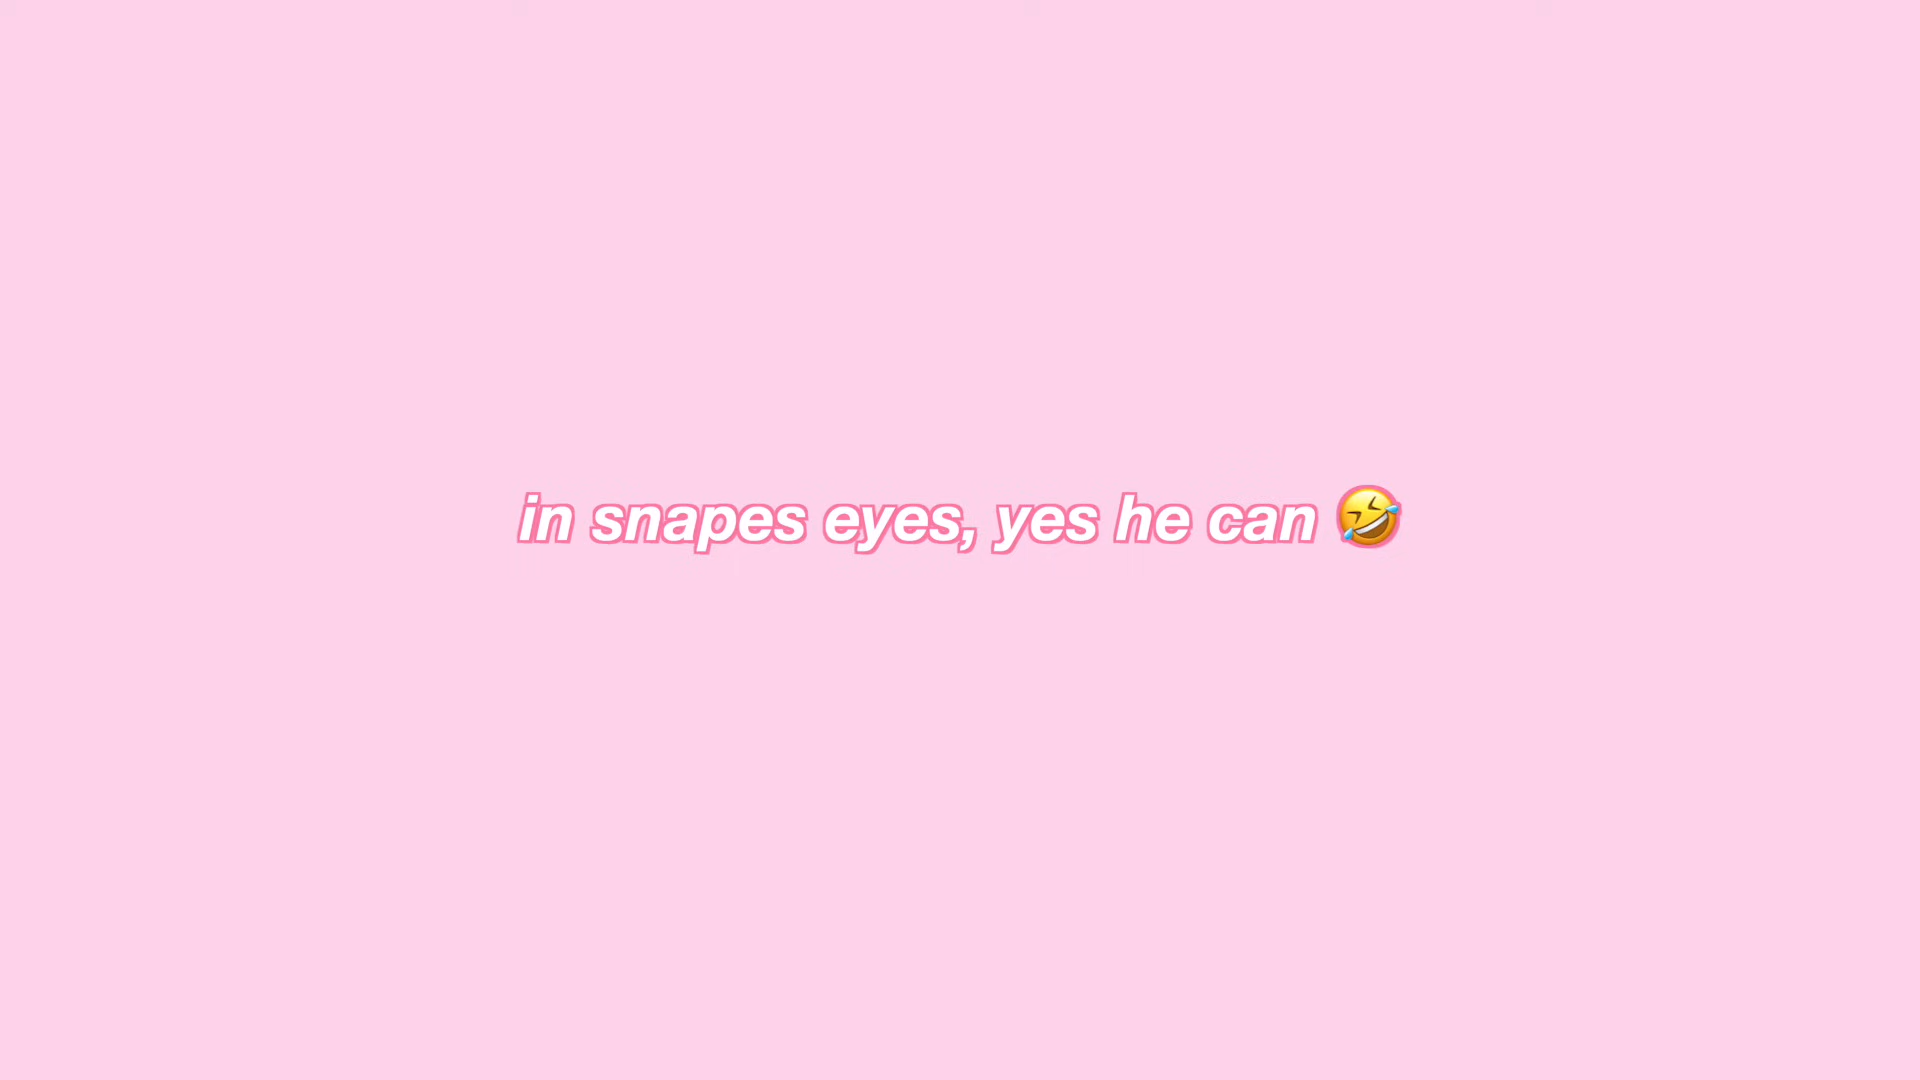 in snapes eyes, yes he can 🤣